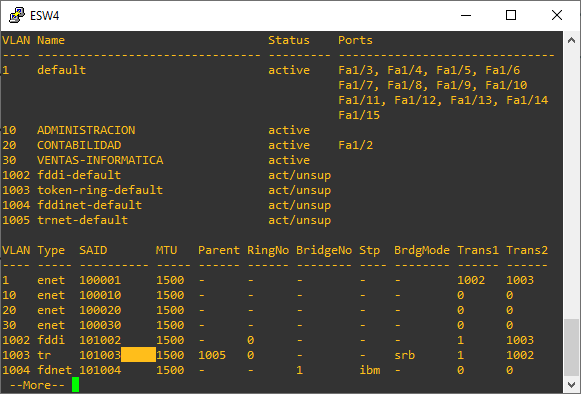 ESW4
VLAN Name                             Status    Ports
---- -------------------------------- --------- -------------------------------
1    default                          active    Fa1/3, Fa1/4, Fa1/5, Fa1/6
                                                Fa1/7, Fa1/8, Fa1/9, Fa1/10
                                                Fa1/11, Fa1/12, Fa1/13, Fa1/14
                                                Fa1/15
10   ADMINISTRACION                   active
20   CONTABILIDAD                     active    Fa1/2
30   VENTAS-INFORMATICA               active
1002 fddi-default                     act/unsup
1003 token-ring-default               act/unsup
1004 fddinet-default                  act/unsup
1005 trnet-default                    act/unsup
VLAN Type  SAID       MTU   Parent RingNo BridgeNo Stp  BrdgMode Trans1 Trans2
---- ----- ---------- ----- ------ ------ -------- ---- -------- ------ ------
1    enet  100001     1500  -      -      -        -    -        1002   1003
10   enet  100010     1500  -      -      -        -    -        0      0
20   enet  100020     1500  -      -      -        -    -        0      0
30   enet  100030     1500  -      -      -        -    -        0      0
1002 fddi  101002     1500  -      0      -        -    -        1      1003
1003 tr    101003     1500  1005   0      -        -    srb      1      1002
1004 fdnet 101004     1500  -      -      1        ibm  -        0      0
 --More--